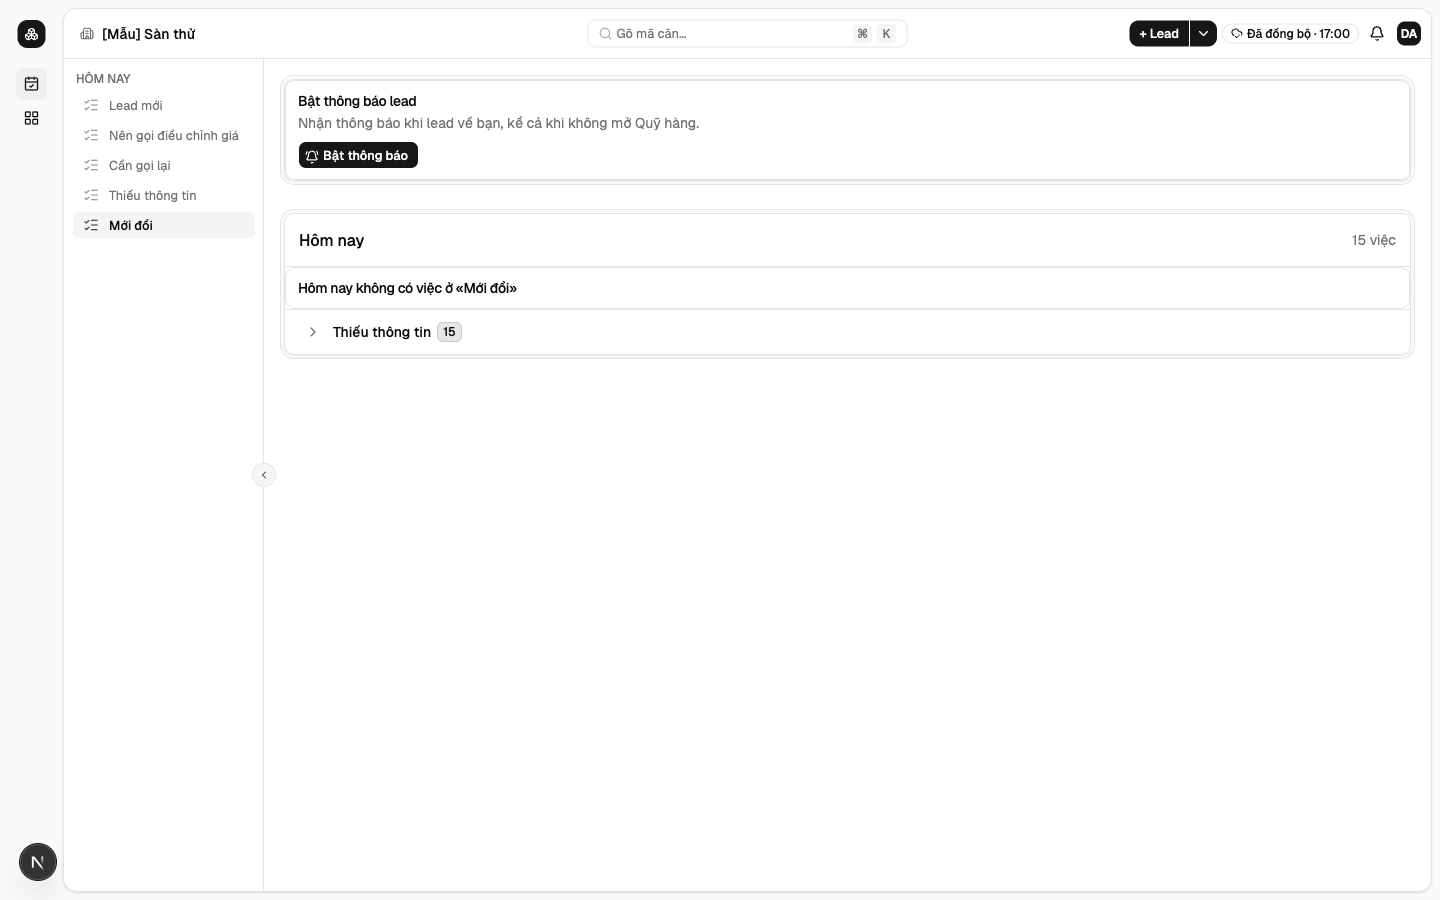 [Mẫu] Sàn thử
Gõ mã căn...
⌘ K
+ Lead
Đã đồng bộ · 17:00
DA
HÔM NAY
Lead mới
Nên gọi điều chỉnh giá
Cần gọi lại
Thiếu thông tin
Mới đổi
Bật thông báo lead
Nhận thông báo khi lead về bạn, kể cả khi không mở Quỹ hàng.
Bật thông báo
Hôm nay
15 việc
Hôm nay không có việc ở «Mới đổi»
Thiếu thông tin 15
N